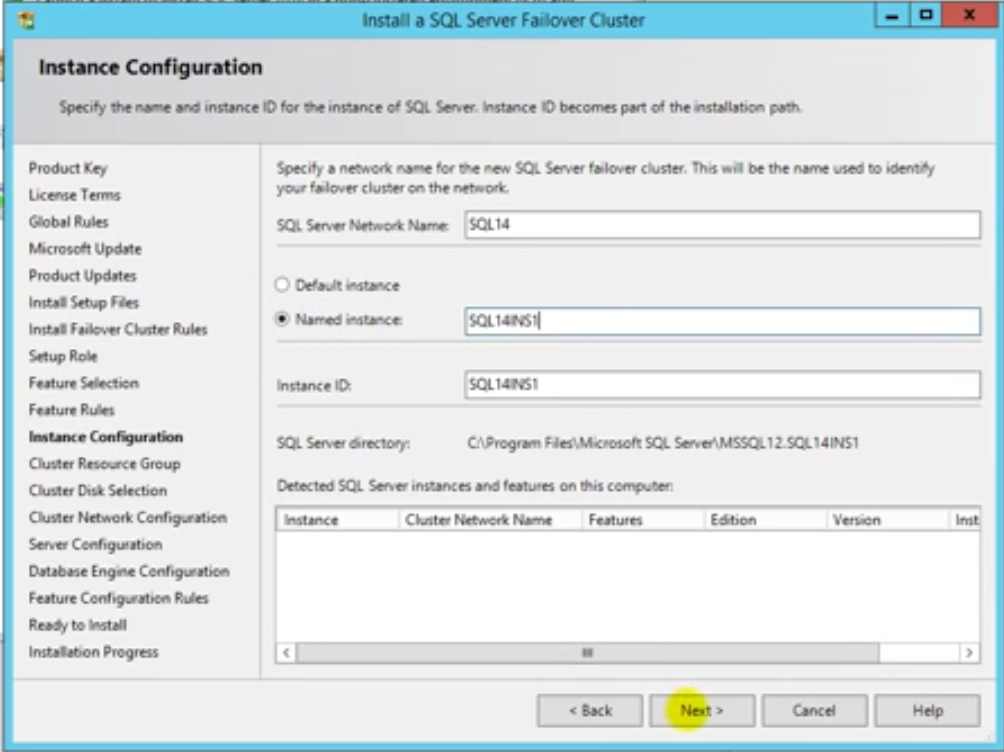 Install a SQL Server Failover Cluster
Instance Configuration
Specify the name and instance ID for the instance of SQL Server. Instance ID becomes part of the installation path.
Product Key
License Terms
Global Rules
Microsoft Update
Product Updates
Install Setup Files
Install Failover Cluster Rules
Setup Role
Feature Selection
Feature Rules
Instance Configuration
Cluster Resource Group
Cluster Disk Selection
Cluster Network Configuration
Server Configuration
Database Engine Configuration
Feature Configuration Rules
Ready to Install
Installation Progress
Specify a network name for the new SQL Server failover cluster. This will be the name used to identify
your failover cluster on the network.
SQL Server Network Name: SQL14
Default instance
Named instance: SQL14INS1
Instance ID: SQL14INS1
SQL Server directory: C:\Program Files\Microsoft SQL Server\MSSQL12.SQL14INS1
Detected SQL Server instances and features on this computer:
Instance Cluster Network Name Features Edition Version Inst
< Back Next > Cancel Help